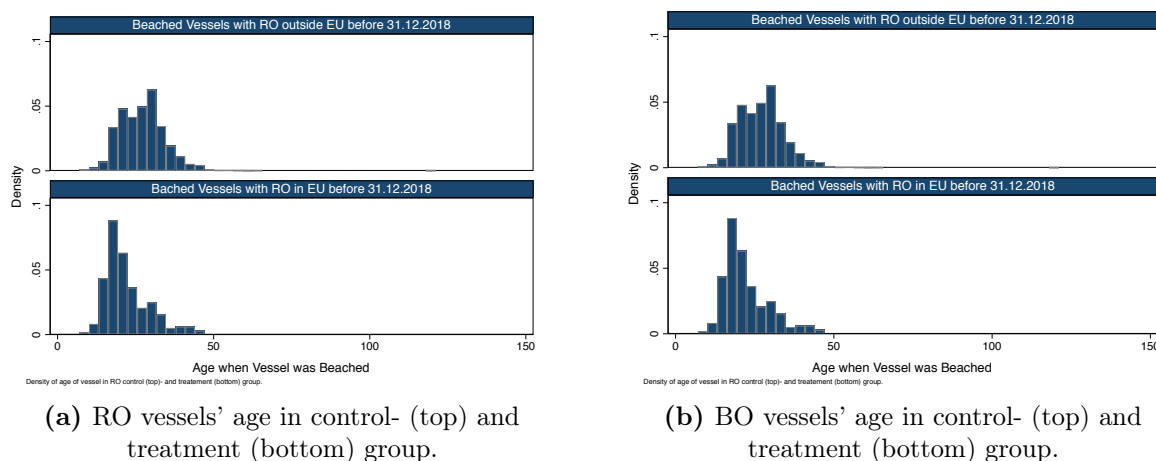 Beached Vessels with RO outside EU before 31.12.2018
.1
.05
0
Bached Vessels with RO in EU before 31.12.2018
.1
.05
0
Density
0 50 100 150
Age when Vessel was Beached
Density of age of vessel in RO control (top)- and treatement (bottom) group.
(a) RO vessels' age in control- (top) and
treatment (bottom) group.
Beached Vessels with RO outside EU before 31.12.2018
.1
.05
0
Bached Vessels with RO in EU before 31.12.2018
.1
.05
0
Density
0 50 100 150
Age when Vessel was Beached
Density of age of vessel in RO control (top)- and treatement (bottom) group.
(b) BO vessels' age in control- (top) and
treatment (bottom) group.